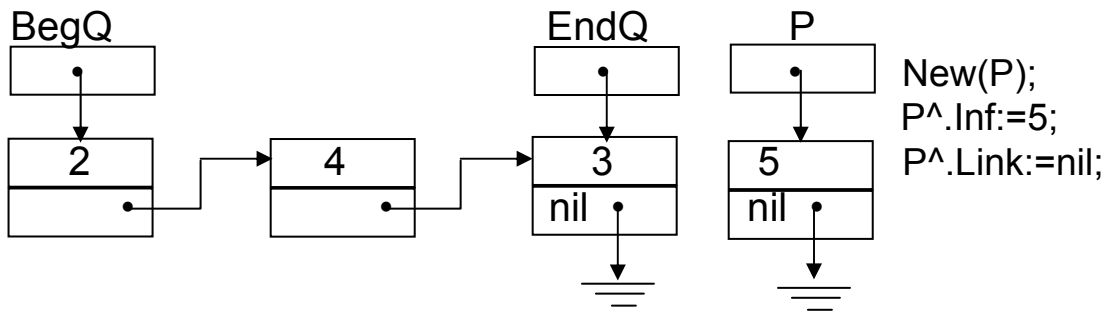 BegQ EndQ P
New(P);
P^.Inf:=5;
P^.Link:=nil;
2 4 3 5
nil nil